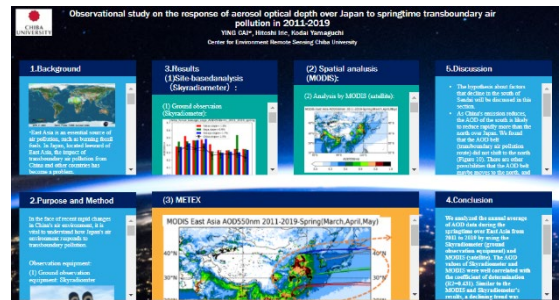 CHIBA
UNIVERSITY
Observational study on the response of aerosol optical depth over Japan to springtime transboundary air
pollution in 2011-2019
YING CAI*, Hitoshi Irie, Kodai Yamaguchi
Center for Environment Remote Sensing Chiba University
1.Background
East Asia is an essential source
of air pollution, such as burning fossil
fuels. In Japan, located leeward of
East Asia, the impact of
transboundary air pollution from
China and other countries has
become a problem.
2.Purpose and Method
In the face of recent rapid changes
in China's air environment, it is
vital to understand how Japan's air
environment responds to
transboundary pollution.
Observation equipment:
(1) Ground observation
equipment: Skyradiometer
3.Results
(1)Site-basedanalysis
(Skyradiometer) :
(1) Ground observaion
(Skyradiometer):
(2) Spatial analysis
(MODIS):
(2) Analysis by MODIS (satellite):
(3) METEX
MODIS East Asia AOD550nm 2011-2019-Spring(March,April,May)
40°N
40°N
30°N
30°N
5.Discussion
• The hypothesis about factors
that decline to the south of
Sendai will be discussed in this
section.
• As China's emission reduces,
the AOD of the south is likely
to reduce rapidly more than the
north over Japan. We found
that the AOD belt
(transboundary air pollution
route) did not shift to the north
(Figure 10). There are other
possibilities that the AOD belt
maybe moves to the north, and
4.Conclusion
We analyzed the annual average
of AOD data during the
springtime over East Asia from
2011 to 2019 by using the
Skyradiometer (ground
observation equipment) and
MODIS (satellite). The AOD
values of Skyradiometer and
MODIS were well correlated with
the coefficient of determination
Similar to the
MODIS and Skyradiometer's
results, a declining trend was